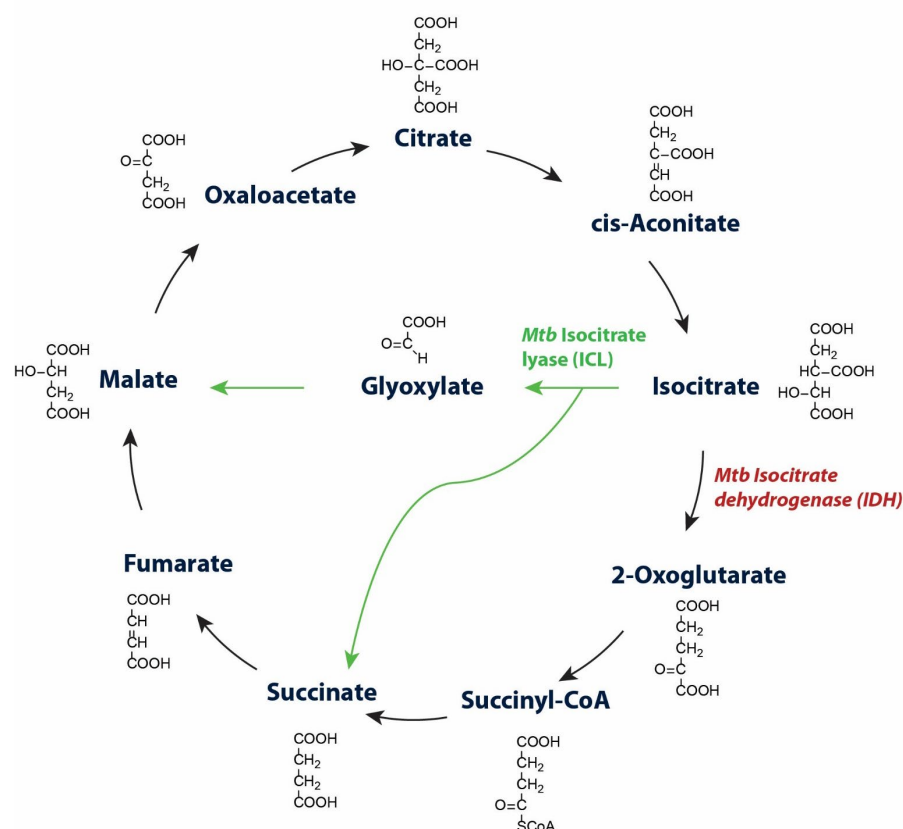 COOH
CH2
HO–C–COOH
CH2
COOH
Citrate
COOH
CH2
C–COOH
CH
COOH
cis-Aconitate
COOH
O=C
CH2
COOH
Oxaloacetate
COOH
O=C
H
Glyoxylate
Mtb Isocitrate
lyase (ICL)
Isocitrate
COOH
CH2
HC–COOH
HO–CH
COOH
COOH
HO–CH
CH2
COOH
Malate
Mtb Isocitrate
dehydrogenase (IDH)
Fumarate
COOH
CH
CH
COOH
2-Oxoglutarate
COOH
CH2
CH2
O=C
COOH
Succinate
COOH
CH2
CH2
COOH
Succinyl-CoA
COOH
CH2
CH2
O=C
SCoA